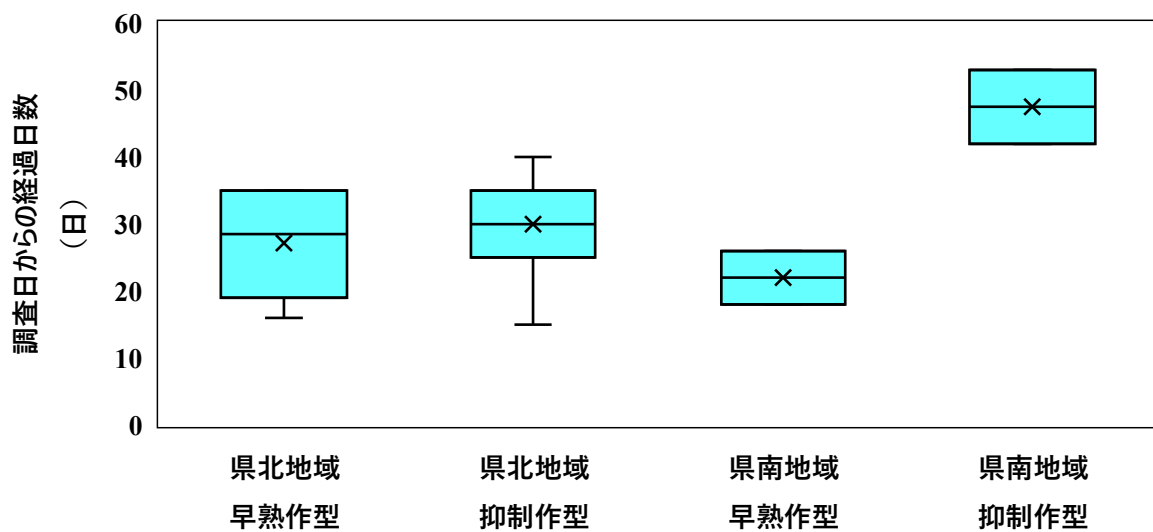 調査日からの経過日数
（日）
60
50
40
30
20
10
0
県北地域
早熟作型
県北地域
抑制作型
県南地域
早熟作型
県南地域
抑制作型